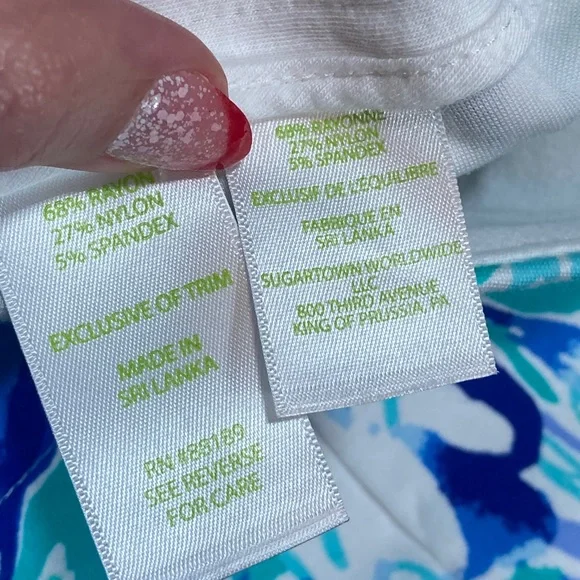 68% RAYON
27% NYLON
5% SPANDEX
EXCLUSIVE OF TRIM
MADE IN
SRI LANKA
RN #89189
SEE REVERSE
FOR CARE
68% RAYONNE
27% NYLON
5% SPANDEX
EXCLUSIF DE L'ÉQUILIBRE
FABRIQUE EN
SRI LANKA
SUGARTOWN WORLDWIDE
LLC
800 THIRD AVENUE
KING OF PRUSSIA, PA